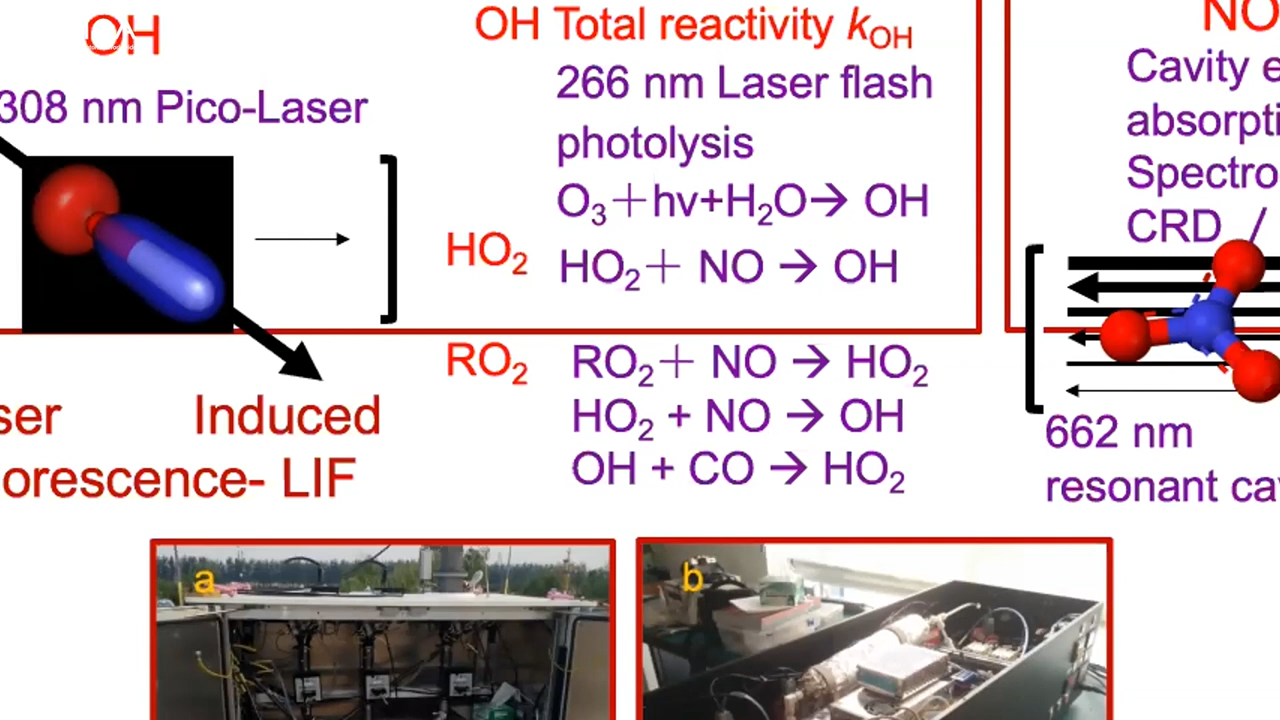 OH
308 nm Pico-Laser
OH Total reactivity kOH
266 nm Laser flash
photolysis
O₃+hv+H₂O→ OH
HO₂
HO₂+ NO → OH
RO₂
RO₂+ NO → HO₂
HO₂ + NO → OH
OH + CO → HO₂
ser Induced
orescence- LIF
NO
Cavity e
absorpti
Spectro
CRD
662 nm
resonant ca
a
b